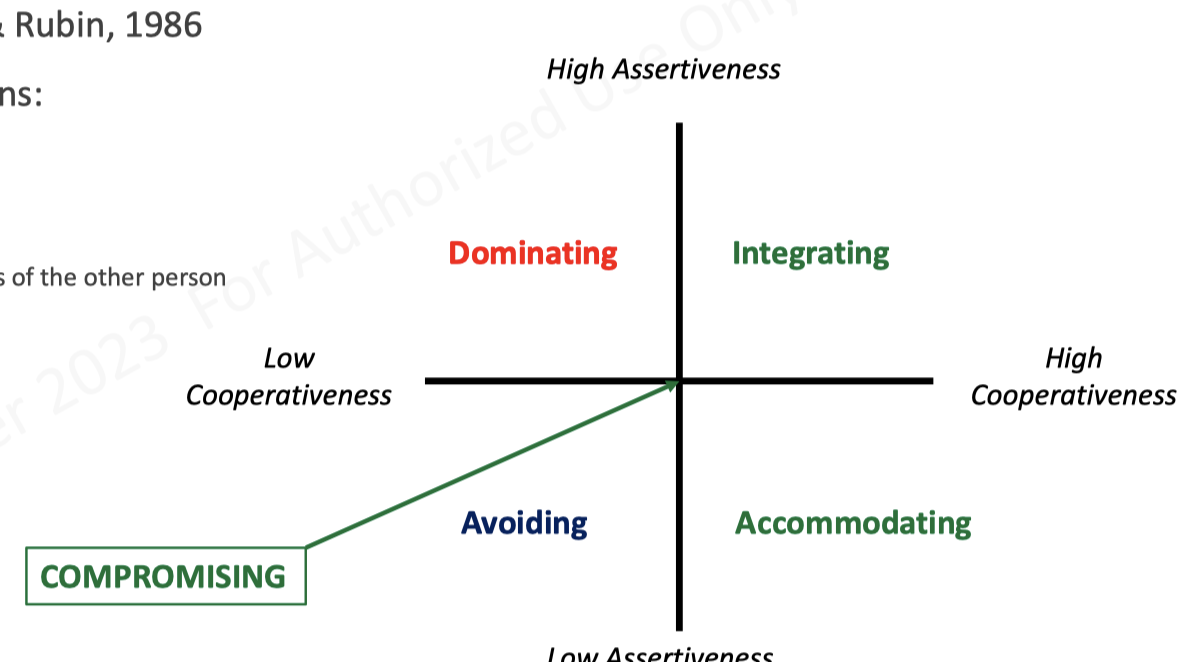 & Rubin, 1986
ns:
s of the other person
High Assertiveness
Dominating
Integrating
Low
Cooperativeness
High
Cooperativeness
Avoiding
Accommodating
COMPROMISING
Low Assertiveness
er 2023 For Authorized Use Only